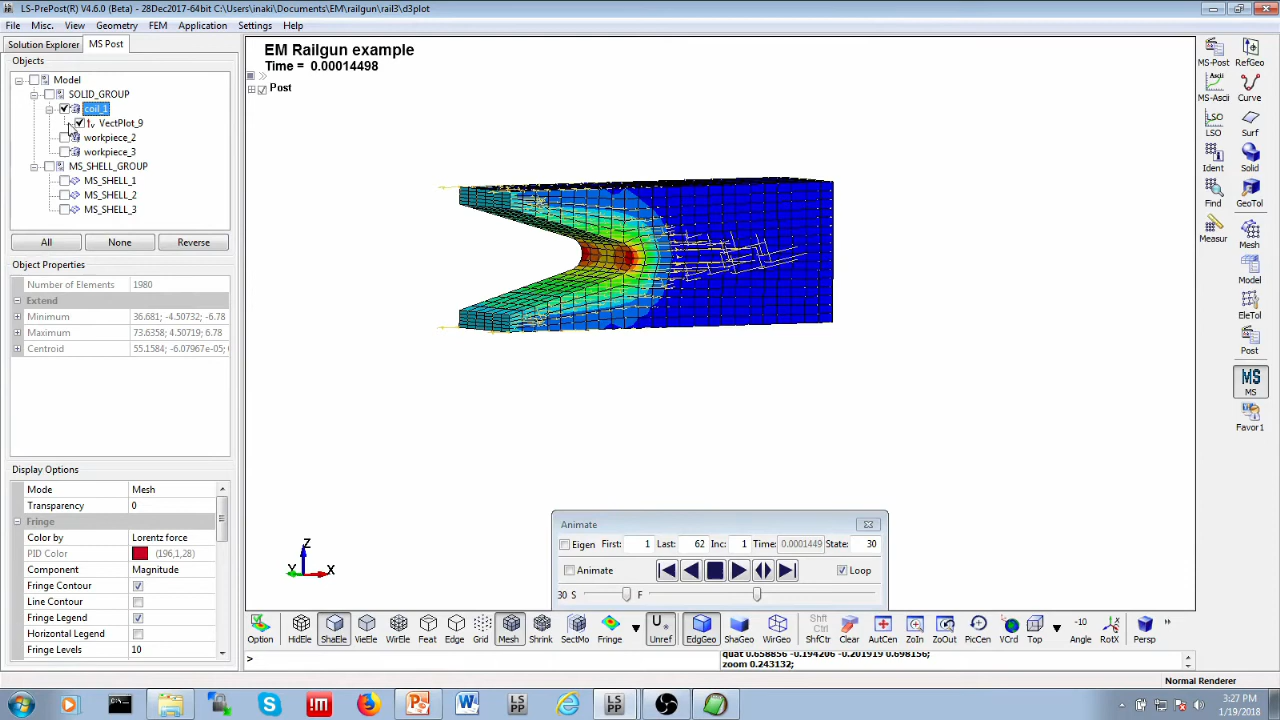 LS-PrePost(R) V4.6.0 (Beta) - 28Dec2017-64bit C:\Users\inaki\Documents\EM\railgun\rail3\d3plot
File Misc. View Geometry FEM Application Settings Help
Solution Explorer MS Post
Objects
Model
SOLID_GROUP
coil_1
VectPlot_9
workpiece_2
workpiece_3
MS_SHELL_GROUP
MS_SHELL_1
MS_SHELL_2
MS_SHELL_3
All None Reverse
Object Properties
Number of Elements 1980
Extend
Minimum 36.681; -4.50732; -6.78
Maximum 73.6358; 4.50719; 6.78
Centroid 55.1584; -6.07967e-05;
Display Options
Mode Mesh
Transparency 0
Fringe
Color by Lorentz force
PID Color (196,1,28)
Component Magnitude
Fringe Contour
Line Contour
Fringe Legend
Horizontal Legend
Fringe Levels 10
EM Railgun example
Time = 0.00014498
Post
Z
Y X
Animate
Eigen First: 1 Last: 62 Inc: 1 Time: 0.0001449 State: 30
Animate Loop
30 S F
MS-Post RefGeo
MS-Ascii Curve
LSO Surf
Ident Solid
Find GeoTol
Measur Mesh
Model
EleTol
Post
MS
MS
Favor1
Option HidEle ShaEle VieEle WirEle Feat Edge Grid Mesh Shrink SectMo Fringe Unref EdgGeo ShaGeo WirGeo Shft Ctrl ShfCtr Clear AutCen ZoIn ZoOut PicCen VCrd Top -10 Angle RotX Persp
>
quat 0.658856 -0.194206 -0.201919 0.698156;
zoom 0.243132;
Normal Renderer
3:27 PM
1/19/2018